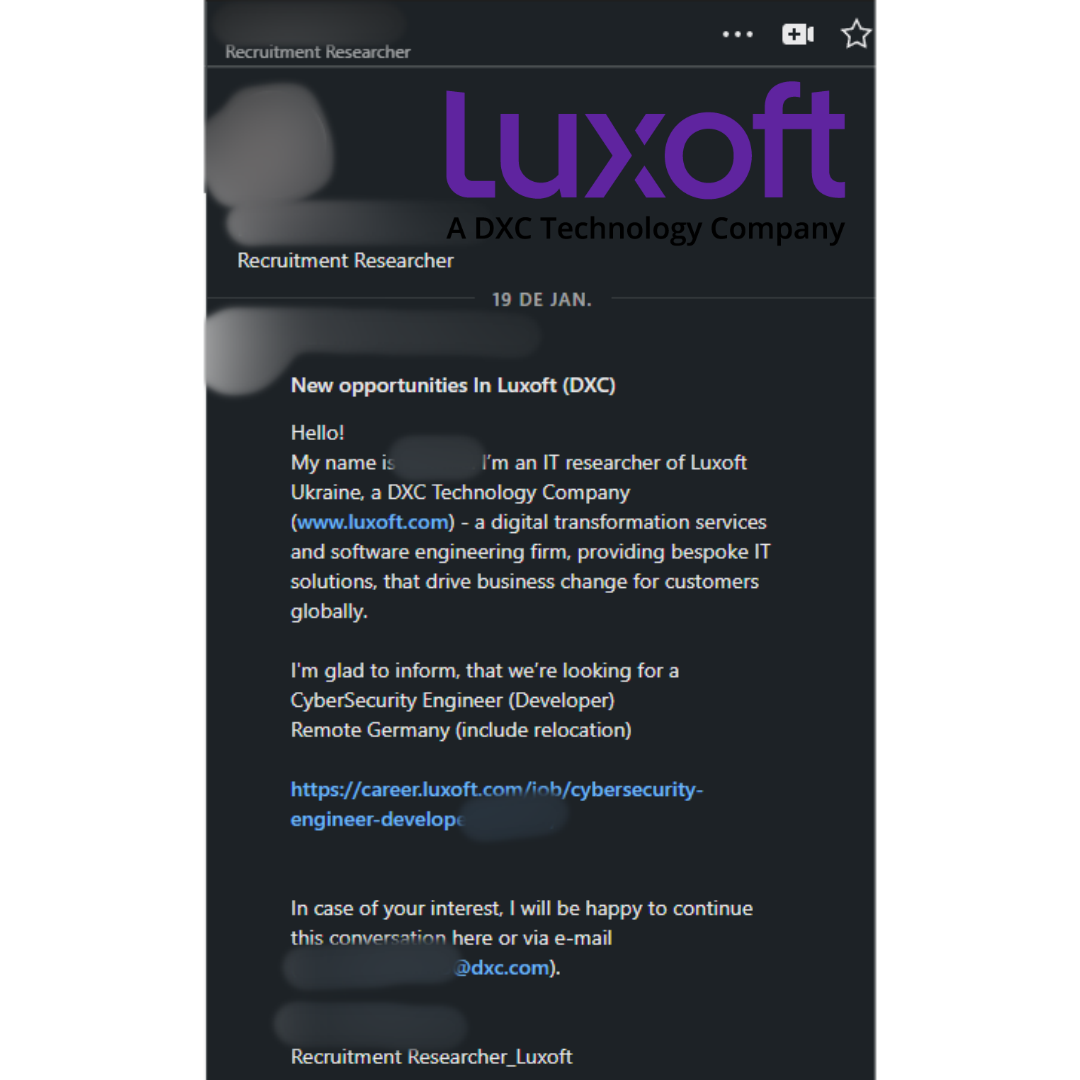 Recruitment Researcher
Luxoft
A DXC Technology Company
Recruitment Researcher
19 DE JAN.
New opportunities In Luxoft (DXC)
Hello!
My name is I'm an IT researcher of Luxoft
Ukraine, a DXC Technology Company
(www.luxoft.com) - a digital transformation services
and software engineering firm, providing bespoke IT
solutions, that drive business change for customers
globally.
I'm glad to inform, that we're looking for a
CyberSecurity Engineer (Developer)
Remote Germany (include relocation)
https://career.luxoft.com/job/cybersecurity-
engineer-develope
In case of your interest, I will be happy to continue
this conversation here or via e-mail
@dxc.com).
Recruitment Researcher_Luxoft